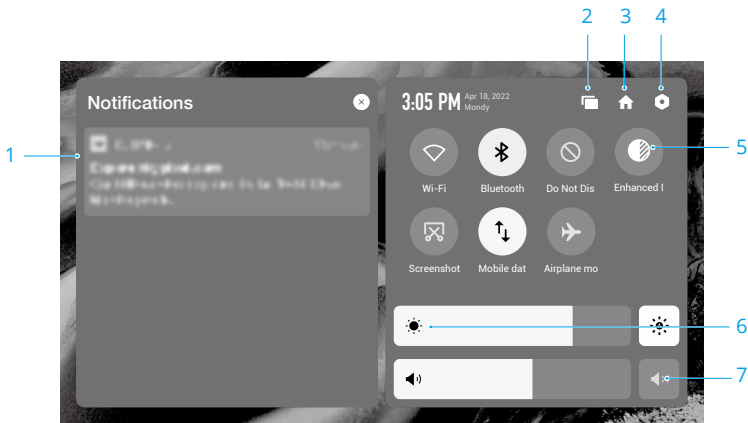 2 3 4
Notifications
3:05 PM Apr 18, 2022
Mondy
1
5
Wi-Fi Bluetooth Do Not Dis Enhanced I
Screenshot Mobile dat Airplane mo
6
7